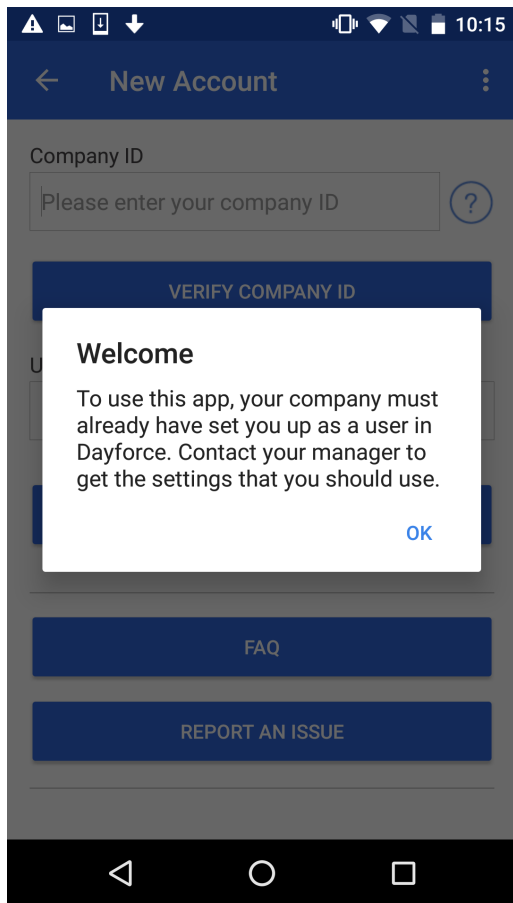 10:15
New Account
Company ID
Please enter your company ID
?
VERIFY COMPANY ID
U
Welcome
To use this app, your company must
already have set you up as a user in
Dayforce. Contact your manager to
get the settings that you should use.
OK
FAQ
REPORT AN ISSUE